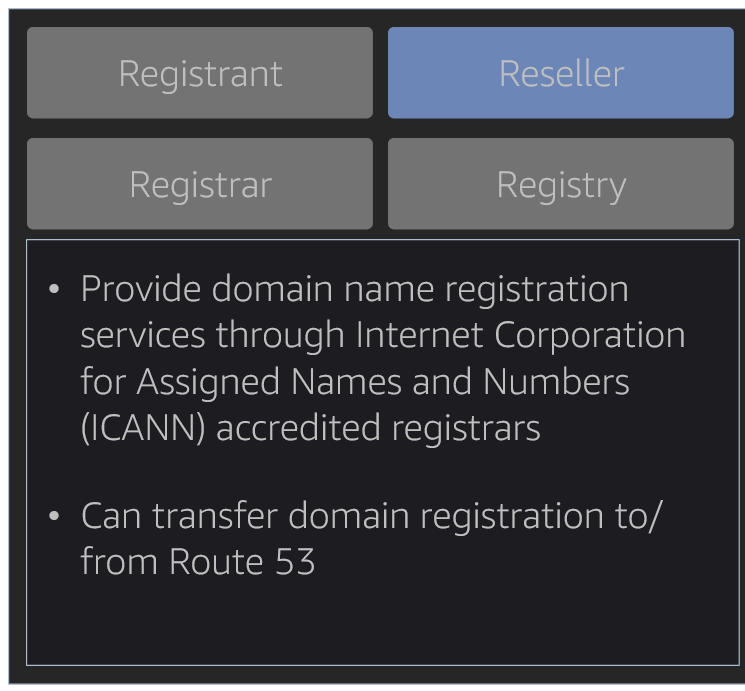 Registrant
Reseller
Registrar
Registry
• Provide domain name registration
services through Internet Corporation
for Assigned Names and Numbers
(ICANN) accredited registrars
• Can transfer domain registration to/
from Route 53